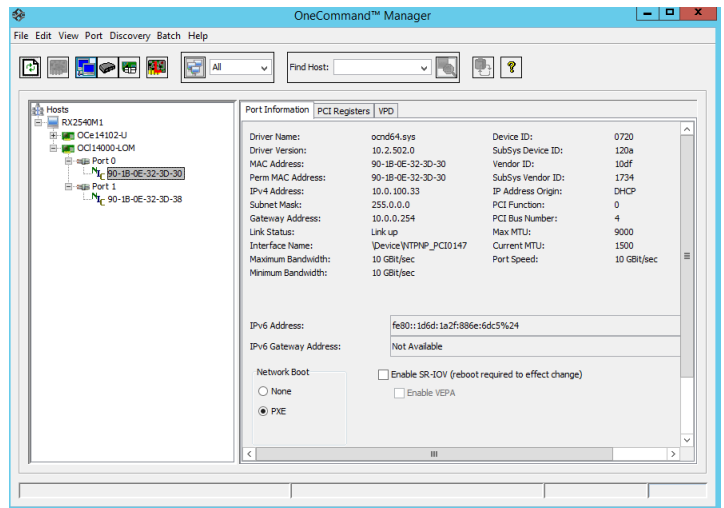 OneCommand™ Manager
File Edit View Port Discovery Batch Help
All
Find Host:
Hosts
RX2540M1
OCe14102-U
OCl14000-LOM
Port 0
NIC 90-1B-0E-32-3D-30
Port 1
NIC 90-1B-0E-32-3D-38
Port Information PCI Registers VPD
Driver Name: ocnd64.sys Device ID: 0720
Driver Version: 10.2.502.0 SubSys Device ID: 120a
MAC Address: 90-1B-0E-32-3D-30 Vendor ID: 10df
Perm MAC Address: 90-1B-0E-32-3D-30 SubSys Vendor ID: 1734
IPv4 Address: 10.0.100.33 IP Address Origin: DHCP
Subnet Mask: 255.0.0.0 PCI Function: 0
Gateway Address: 10.0.0.254 PCI Bus Number: 4
Link Status: Link up Max MTU: 9000
Interface Name: \Device\NTPNP_PCI0147 Current MTU: 1500
Maximum Bandwidth: 10 GBit/sec Port Speed: 10 GBit/sec
Minimum Bandwidth: 10 GBit/sec
IPv6 Address: fe80::1d6d:1a2f:886e:6dc5%24
IPv6 Gateway Address: Not Available
Network Boot
Enable SR-IOV (reboot required to effect change)
None
Enable VEPA
PXE